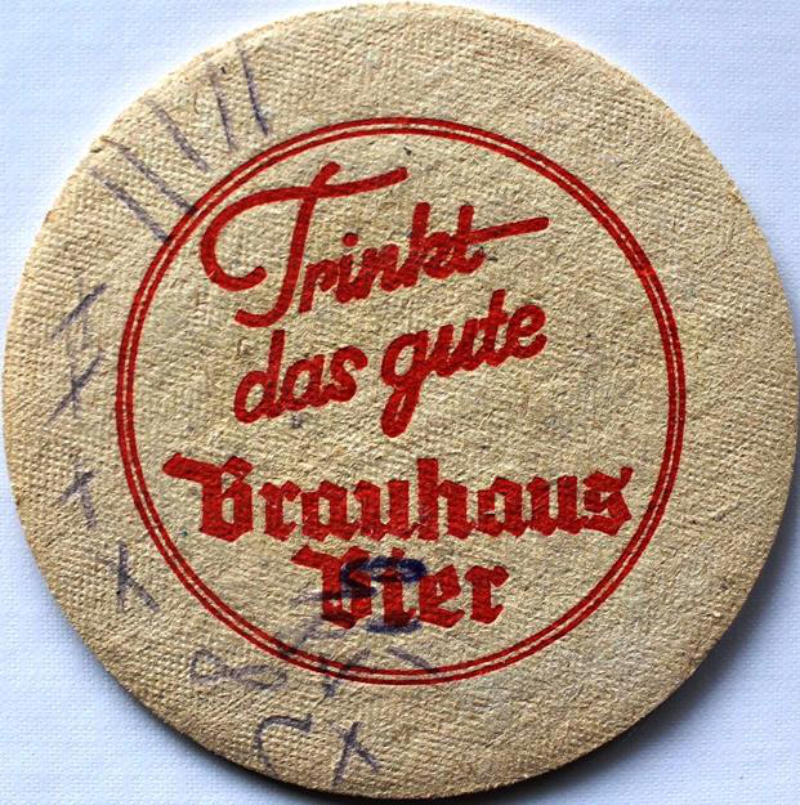 Trinkt
das gute
Brauhaus
Bier